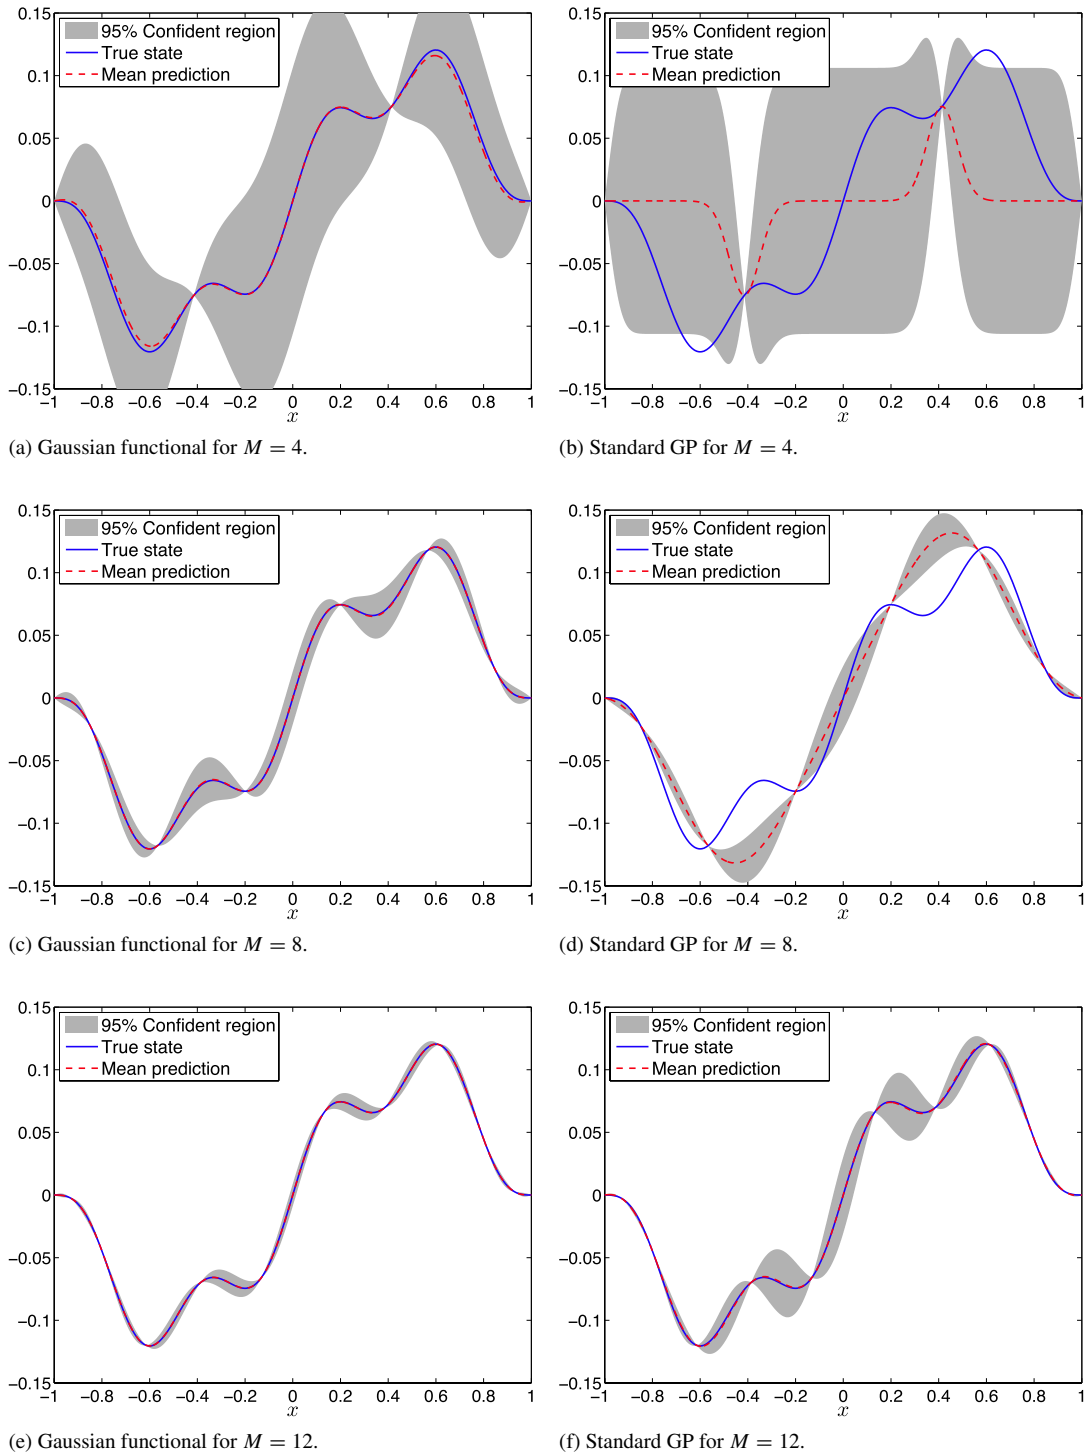 0.15
0.1
0.05
0
−0.05
−0.1
−0.15
95% Confident region
True state
Mean prediction
−1 −0.8 −0.6 −0.4 −0.2 0 0.2 0.4 0.6 0.8 1
x
(a) Gaussian functional for M = 4.
0.15
0.1
0.05
0
−0.05
−0.1
−0.15
95% Confident region
True state
Mean prediction
−1 −0.8 −0.6 −0.4 −0.2 0 0.2 0.4 0.6 0.8 1
x
(b) Standard GP for M = 4.
0.15
0.1
0.05
0
−0.05
−0.1
−0.15
95% Confident region
True state
Mean prediction
−1 −0.8 −0.6 −0.4 −0.2 0 0.2 0.4 0.6 0.8 1
x
(c) Gaussian functional for M = 8.
0.15
0.1
0.05
0
−0.05
−0.1
−0.15
95% Confident region
True state
Mean prediction
−1 −0.8 −0.6 −0.4 −0.2 0 0.2 0.4 0.6 0.8 1
x
(d) Standard GP for M = 8.
0.15
0.1
0.05
0
−0.05
−0.1
−0.15
95% Confident region
True state
Mean prediction
−1 −0.8 −0.6 −0.4 −0.2 0 0.2 0.4 0.6 0.8 1
x
(e) Gaussian functional for M = 12.
0.15
0.1
0.05
0
−0.05
−0.1
−0.15
95% Confident region
True state
Mean prediction
−1 −0.8 −0.6 −0.4 −0.2 0 0.2 0.4 0.6 0.8 1
x
(f) Standard GP for M = 12.